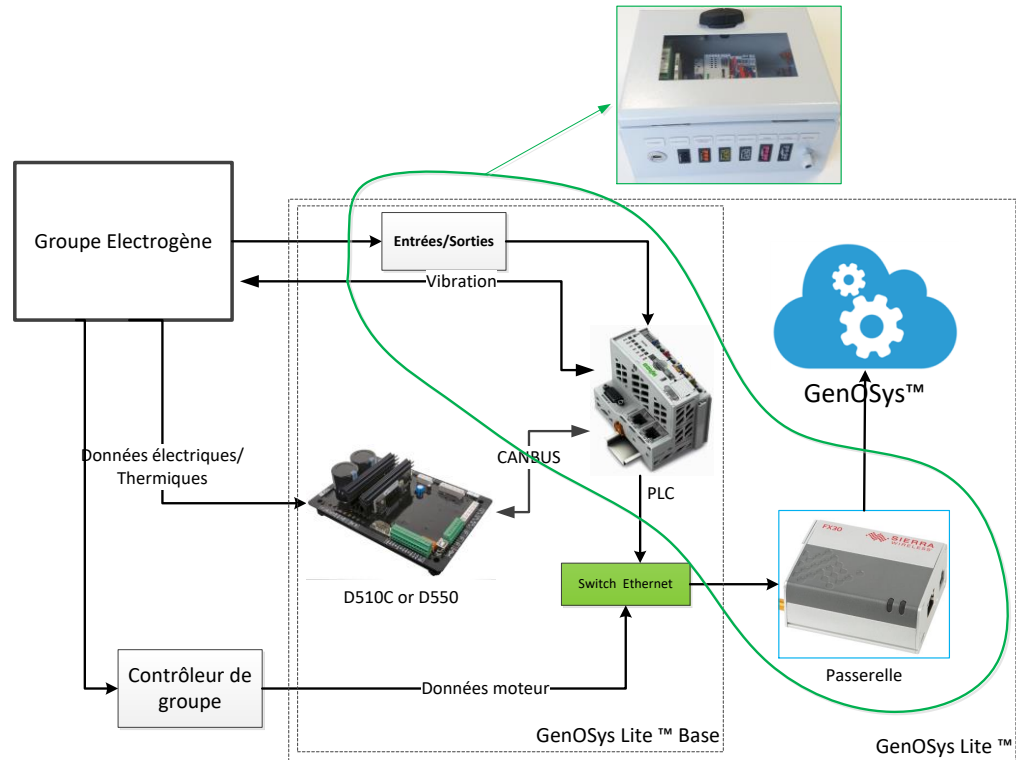 Groupe Electrogène
Entrées/Sorties
Vibration
GenOSys™
Données électriques/
Thermiques
CANBUS
PLC
FX30
SIERRA
WIRELESS
Switch Ethernet
D510C or D550
Passerelle
Contrôleur de
groupe
Données moteur
GenOSys Lite ™ Base
GenOSys Lite ™